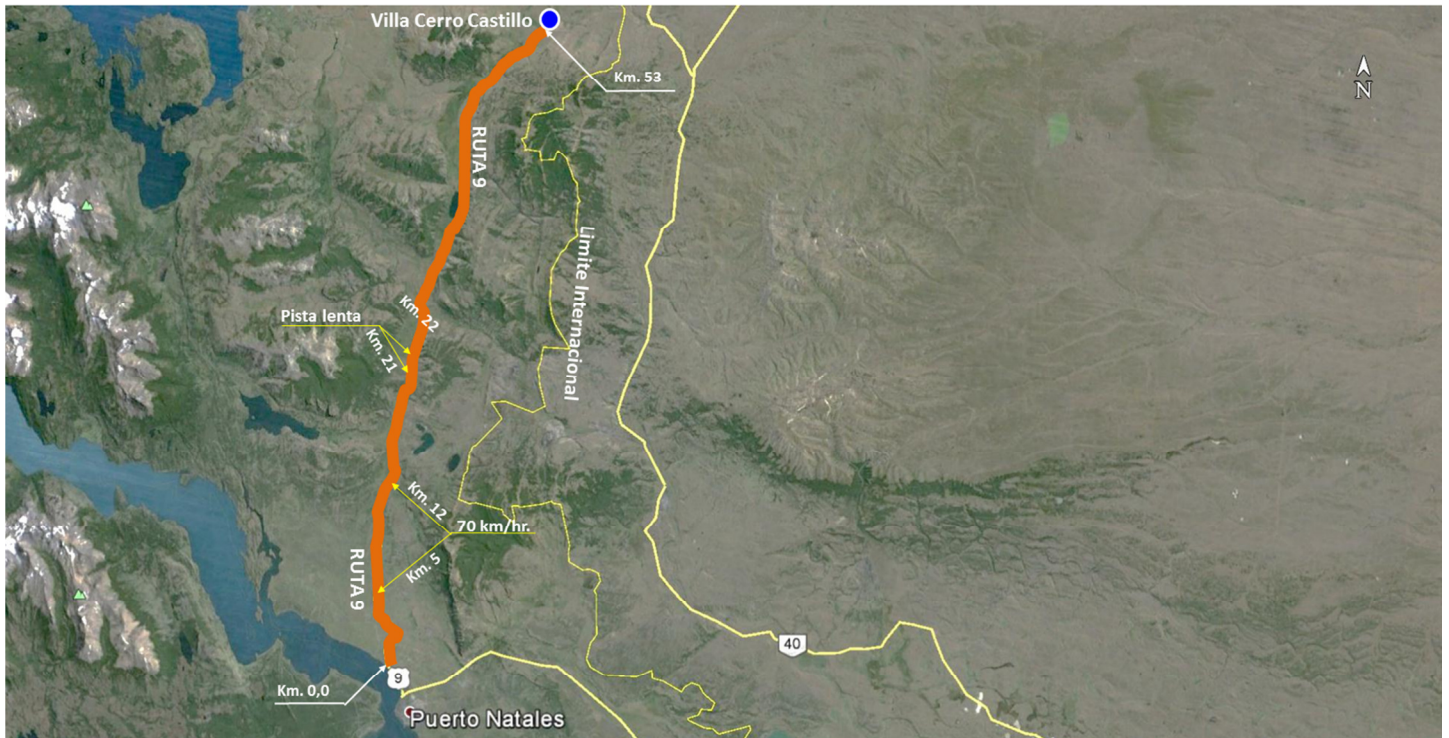 Villa Cerro Castillo
Km. 53
N
RUTA 9
Limite Internacional
Km. 22
Pista lenta
Km. 21
Km. 12
70 km/hr.
Km. 5
RUTA 9
40
9
Km. 0,0
Puerto Natales